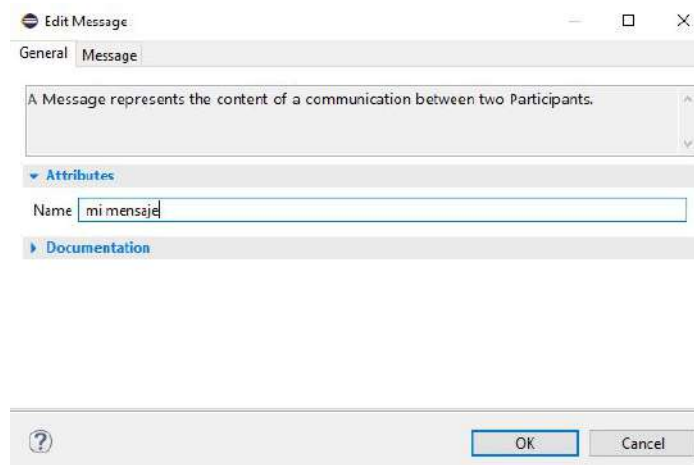 Edit Message
General Message
A Message represents the content of a communication between two Participants.
Attributes
Name mi mensaje
Documentation
?
OK Cancel